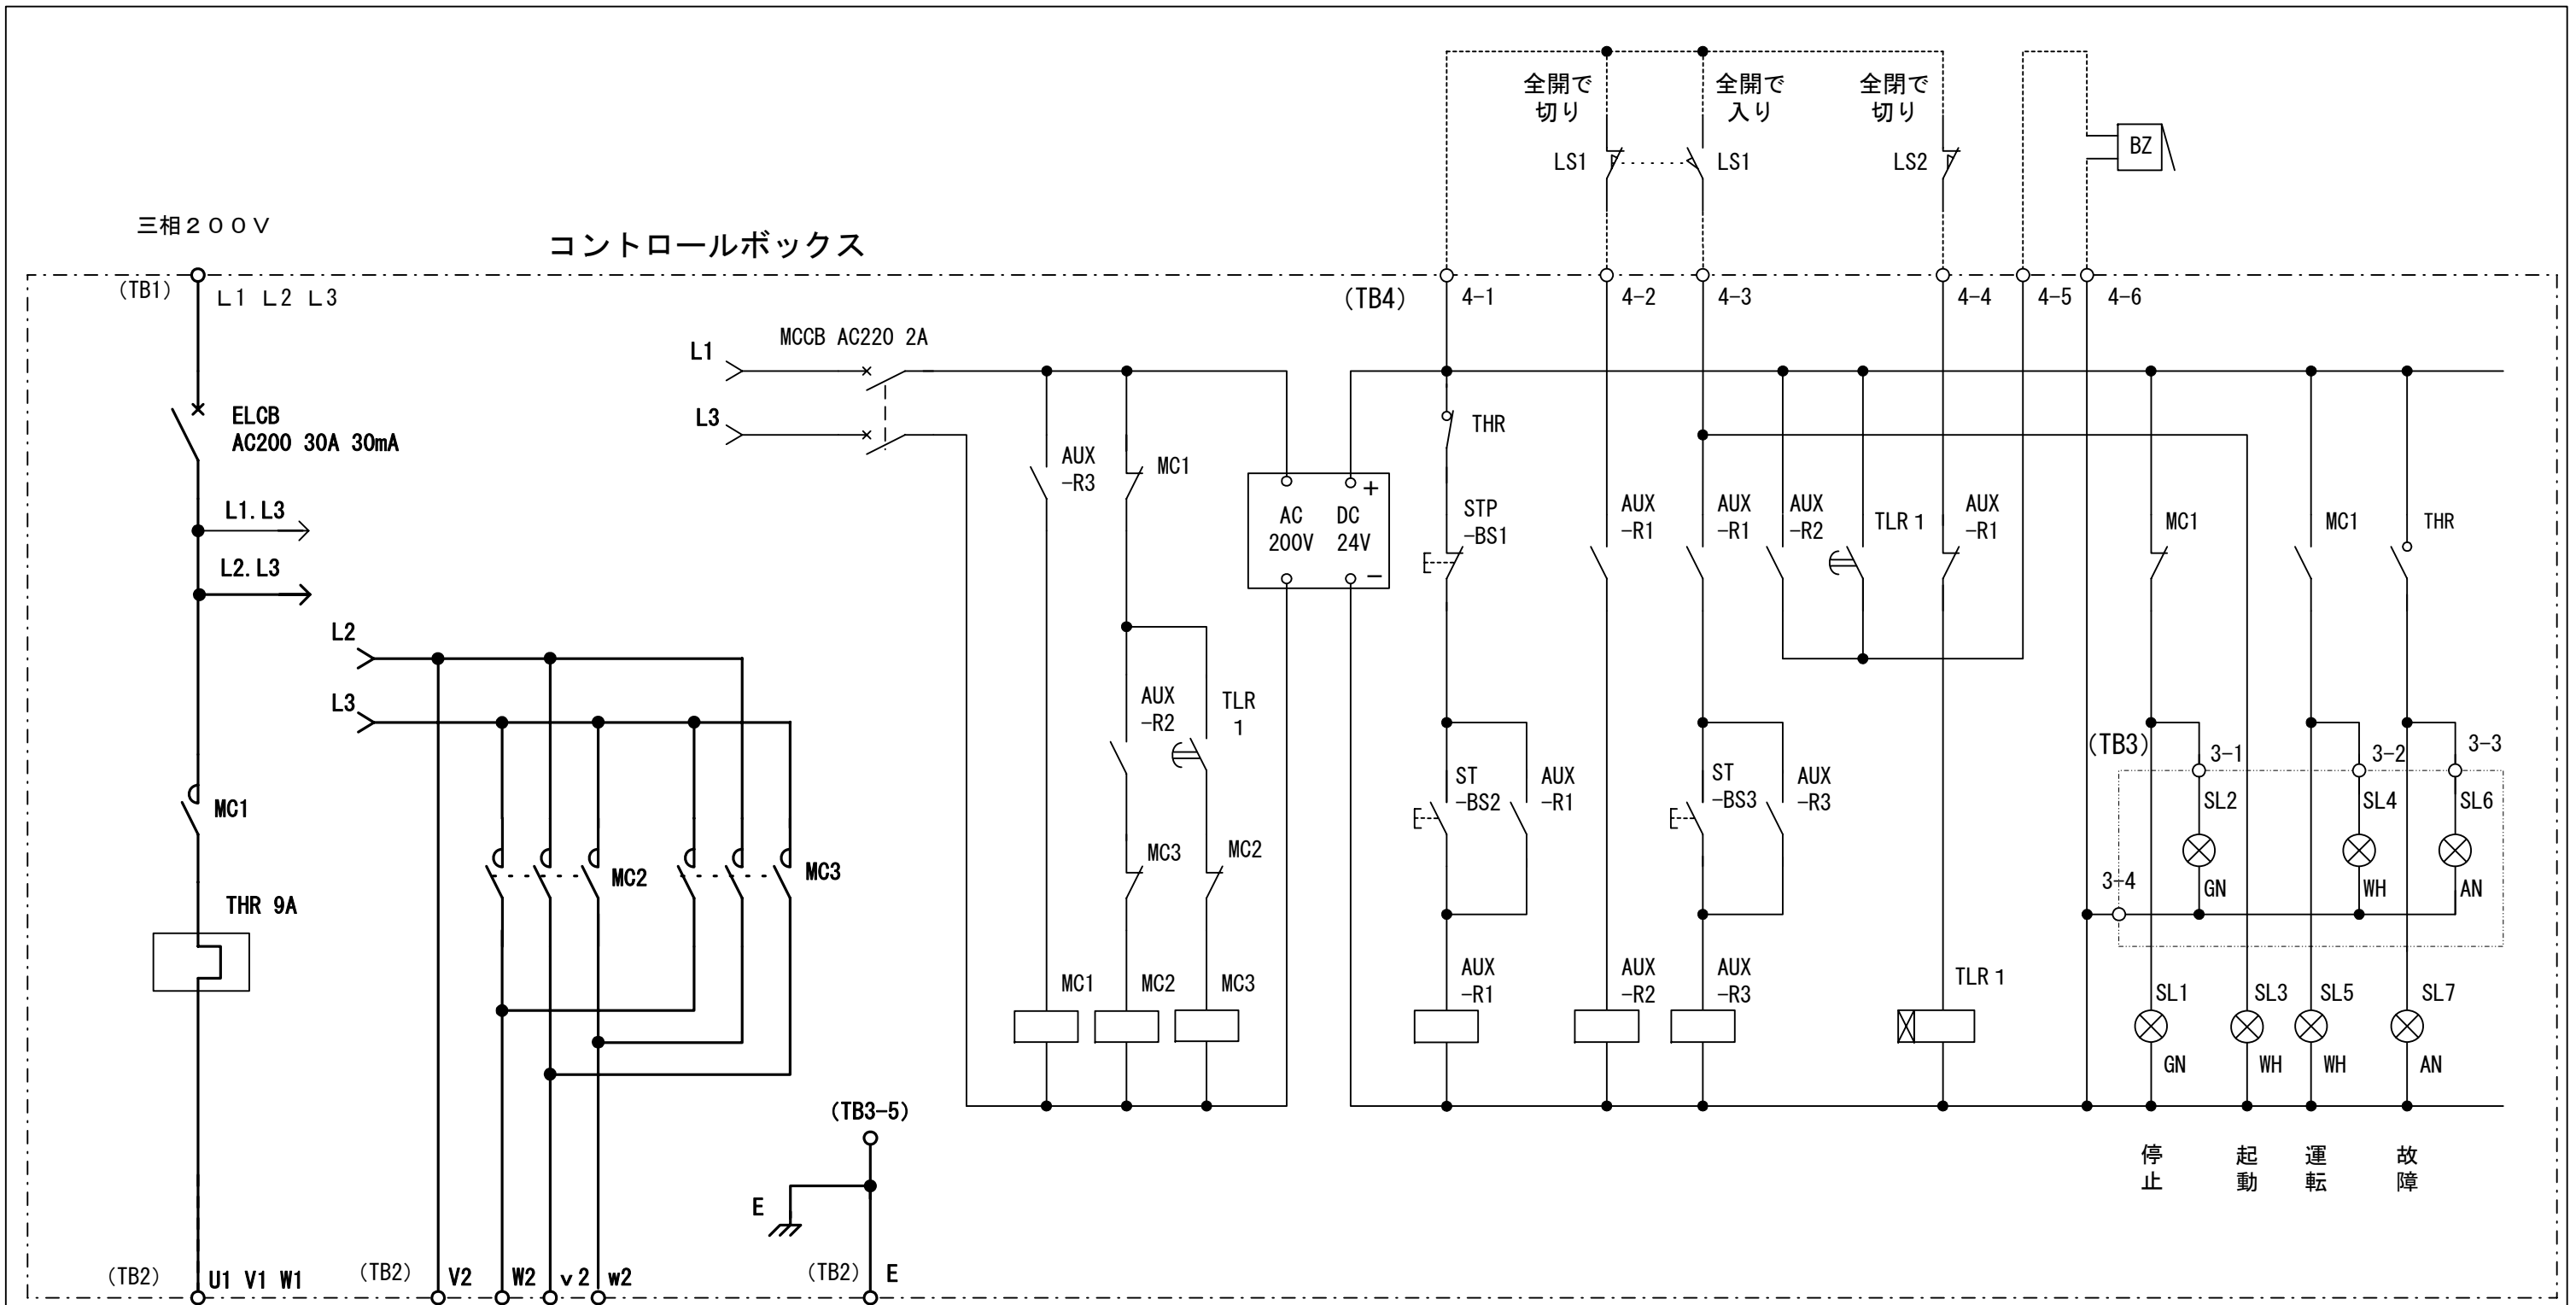 全開で
切り
全開で
入り
全閉で
切り
LS1
LS1
LS2
BZ
三相２００Ｖ
コントロールボックス
(TB1)
L1 L2 L3
(TB4)
4-1
4-2
4-3
4-4
4-5
4-6
MCCB AC220 2A
L1
L3
ELCB
AC200 30A 30mA
L1.L3
L2.L3
AUX
-R3
MC1
AC
200V
DC
24V
+
−
THR
STP
-BS1
AUX
-R1
AUX
-R1
AUX
-R2
TLR 1
AUX
-R1
MC1
MC1
THR
L2
L3
AUX
-R2
TLR
1
MC3
MC2
ST
-BS2
AUX
-R1
ST
-BS3
AUX
-R3
(TB3)
3-1
3-2
3-3
SL2
SL4
SL6
3-4
GN
WH
AN
MC1
MC2
MC3
THR 9A
MC1
MC2
MC3
AUX
-R1
AUX
-R2
AUX
-R3
TLR 1
SL1
SL3
SL5
SL7
GN
WH
WH
AN
(TB3-5)
E
停止
起動
運転
故障
(TB2)
U1 V1 W1
(TB2)
V2
W2
v2
w2
(TB2)
E